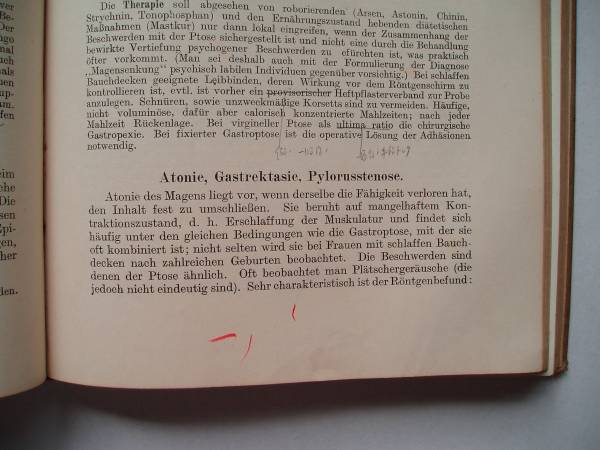 Die Therapie soll abgesehen von roborierenden (Arsen, Astonin, Chinin,
Strychnin, Tonophosphan) und den Ernährungszustand hebenden diätetischen
Maßnahmen (Mastkur) nur dann lokal eingreifen, wenn der Zusammenhang der
Beschwerden mit der Ptose sichergestellt ist und nicht eine durch die Behandlung
bewirkte Vertiefung psychogener Beschwerden zu efürchten ist, was praktisch
öfter vorkommt. (Man sei deshalb auch mit der Formulierung der Diagnose
„Magensenkung“ psychisch labilen Individuen gegenüber vorsichtig.) Bei schlaffen
Bauchdecken geeignete Leibbinden, deren Wirkung vor dem Röntgenschirm zu
kontrollieren ist, evtl. ist vorher ein provisorischer Heftpflasterverband zur Probe
anzulegen. Schnüren, sowie unzweckmäßige Korsetts sind zu vermeiden. Häufige,
nicht voluminöse, dafür aber calorisch konzentrierte Mahlzeiten; nach jeder
Mahlzeit Rückenlage. Bei virgineller Ptose als ultima ratio die chirurgische
Gastropexie. Bei fixierter Gastroptose ist die operative Lösung der Adhäsionen
notwendig.
Atonie, Gastrektasie, Pylorusstenose.
Atonie des Magens liegt vor, wenn derselbe die Fähigkeit verloren hat,
den Inhalt fest zu umschließen. Sie beruht auf mangelhaftem Kon-
traktionszustand, d. h. Erschlaffung der Muskulatur und findet sich
häufig unter den gleichen Bedingungen wie die Gastroptose, mit der sie
oft kombiniert ist; nicht selten wird sie bei Frauen mit schlaffen Bauch-
decken nach zahlreichen Geburten beobachtet. Die Beschwerden sind
denen der Ptose ähnlich. Oft beobachtet man Plätschergeräusche (die
jedoch nicht eindeutig sind). Sehr charakteristisch ist der Röntgenbefund: